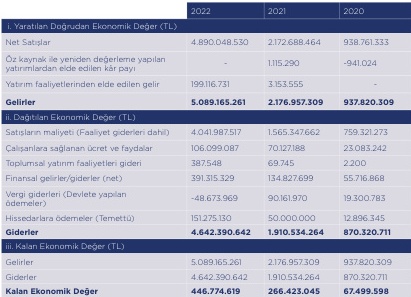 2022 2021 2020
i. Yaratılan Doğrudan Ekonomik Değer (TL)
Net Satışlar 4.890.048.530 2.172.688.464 938.761.333
Öz kaynak ile yeniden değerleme yapılan
yatırımlardan elde edilen kâr payı - 1.115.290 -941.024
Yatırım faaliyetlerinden elde edilen gelir 199.116.731 3.153.555 -
Gelirler 5.089.165.261 2.176.957.309 937.820.309
ii. Dağıtılan Ekonomik Değer (TL)
Satışların maliyeti (Faaliyet giderleri dahil) 4.041.987.517 1.565.347.662 759.321.273
Çalışanlara sağlanan ücret ve faydalar 106.099.087 70.127.188 23.083.242
Toplumsal yatırım faaliyetleri gideri 387.548 69.745 2.200
Finansal gelirler/giderler (net) 391.315.329 134.827.699 55.716.868
Vergi giderleri (Devlete yapılan
ödemeler) -48.673.969 90.161.970 19.300.783
Hissedarlara ödemeler (Temettü) 151.275.130 50.000.000 12.896.345
Giderler 4.642.390.642 1.910.534.264 870.320.711
iii. Kalan Ekonomik Değer (TL)
Gelirler 5.089.165.261 2.176.957.309 937.820.309
Giderler 4.642.390.642 1.910.534.264 870.320.711
Kalan Ekonomik Değer 446.774.619 266.423.045 67.499.598